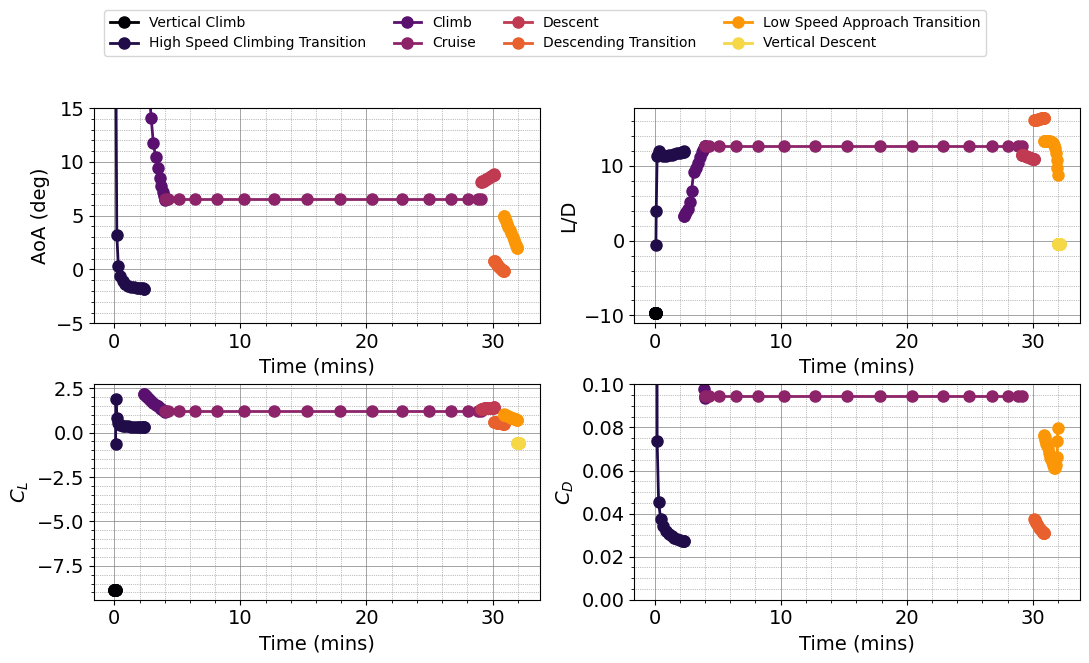 Vertical Climb
High Speed Climbing Transition
Climb
Cruise
Descent
Descending Transition
Low Speed Approach Transition
Vertical Descent
AoA (deg)
15
10
5
0
−5
0 10 20 30
Time (mins)
L/D
10
0
−10
0 10 20 30
Time (mins)
C_L
2.5
0.0
−2.5
−5.0
−7.5
0 10 20 30
Time (mins)
C_D
0.10
0.08
0.06
0.04
0.02
0.00
0 10 20 30
Time (mins)